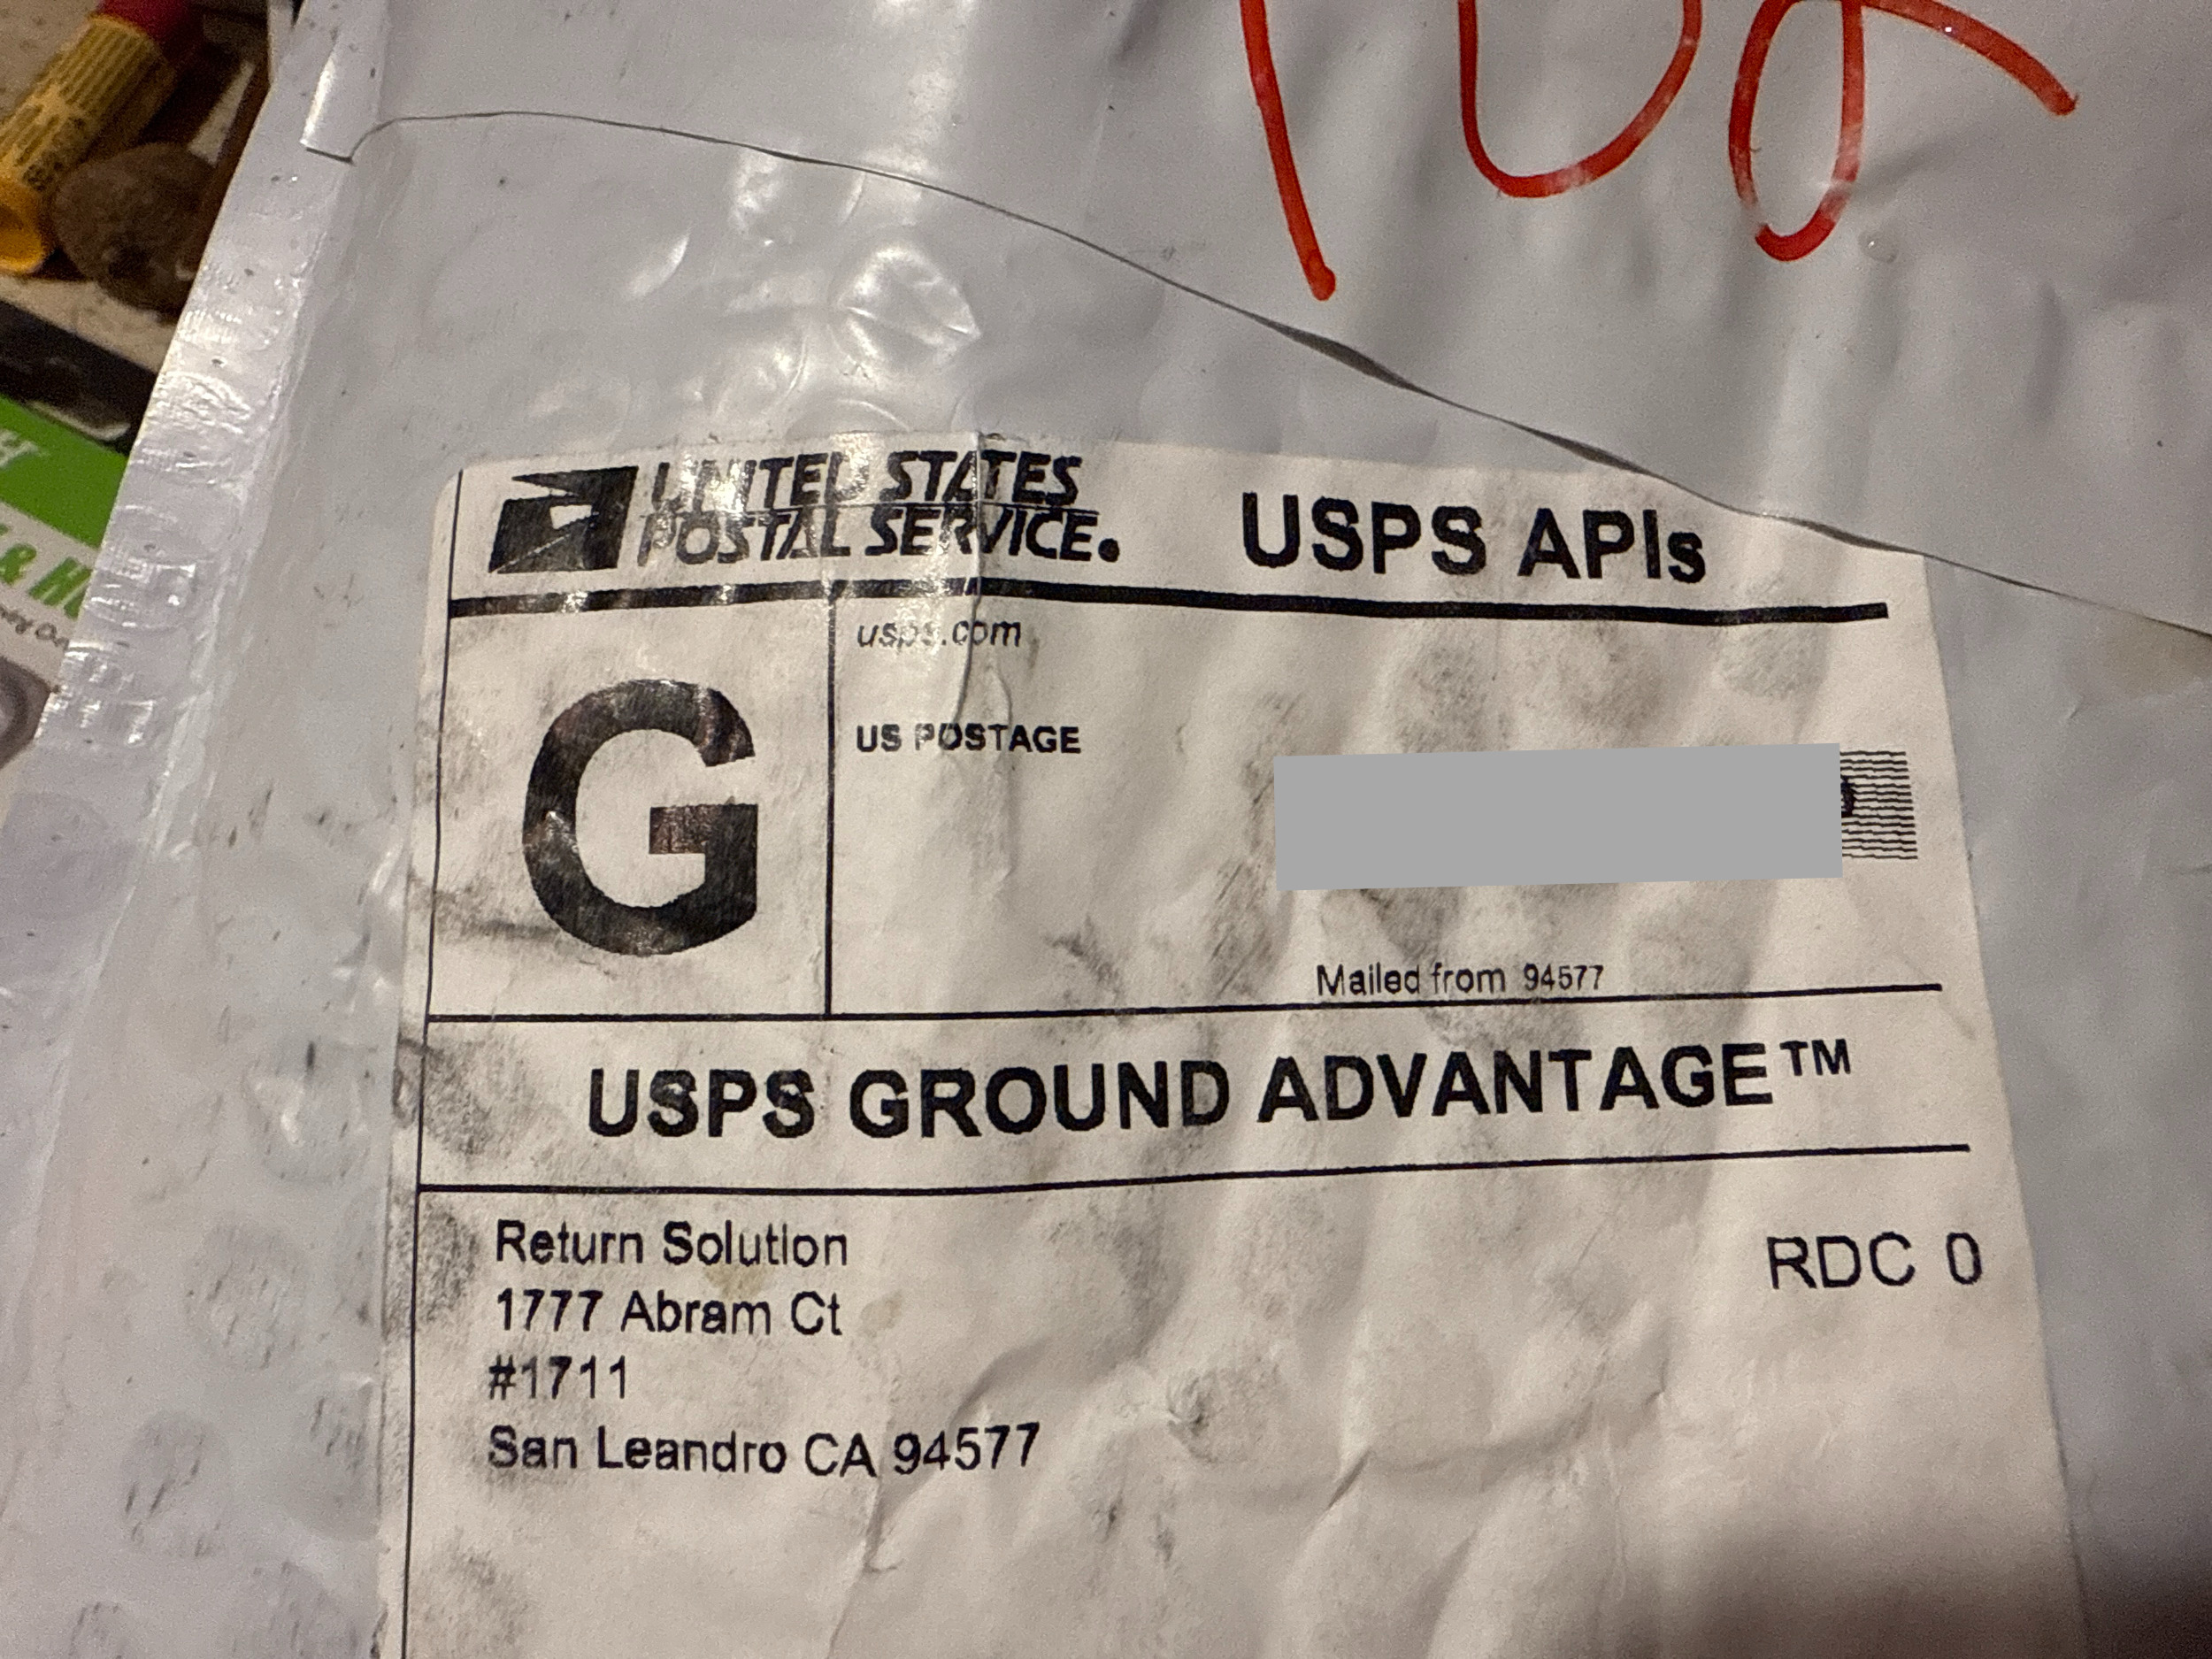 UNITED STATES
POSTAL SERVICE.
USPS APIs
usps.com
G
US POSTAGE
Mailed from 94577
USPS GROUND ADVANTAGE™
Return Solution
1777 Abram Ct
#1711
San Leandro CA 94577
RDC 0